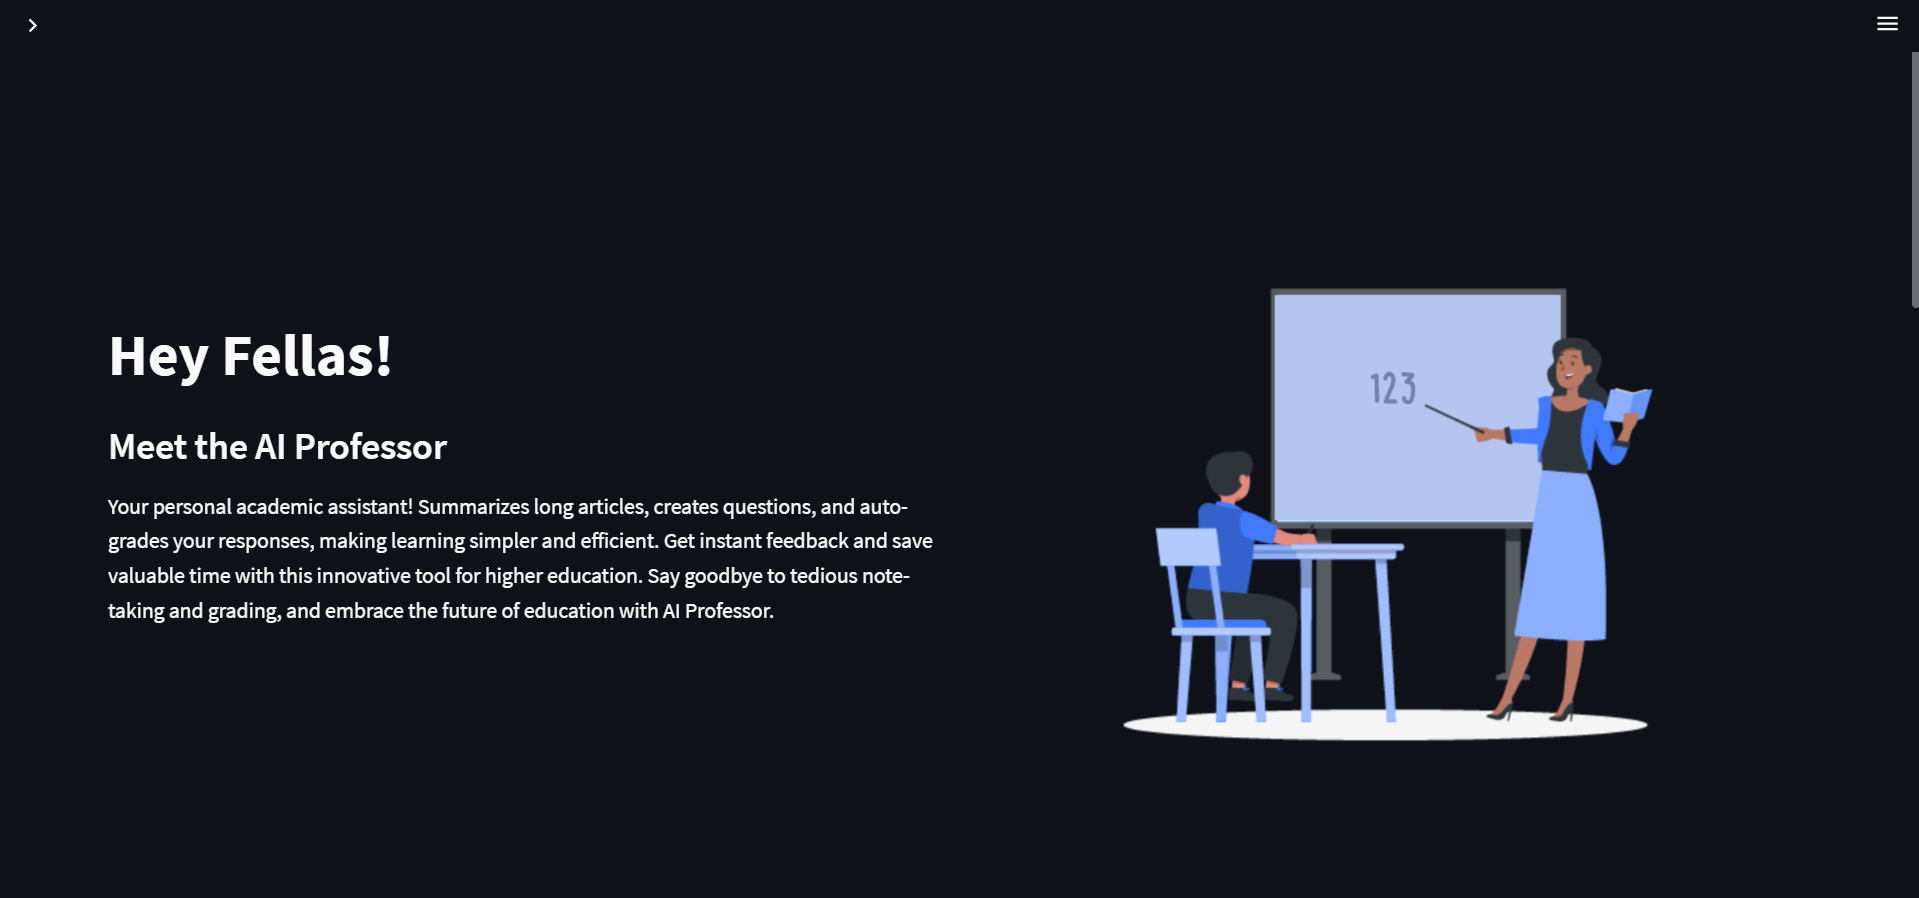 Hey Fellas!
Meet the AI Professor
Your personal academic assistant! Summarizes long articles, creates questions, and auto-
grades your responses, making learning simpler and efficient. Get instant feedback and save
valuable time with this innovative tool for higher education. Say goodbye to tedious note-
taking and grading, and embrace the future of education with AI Professor.
123